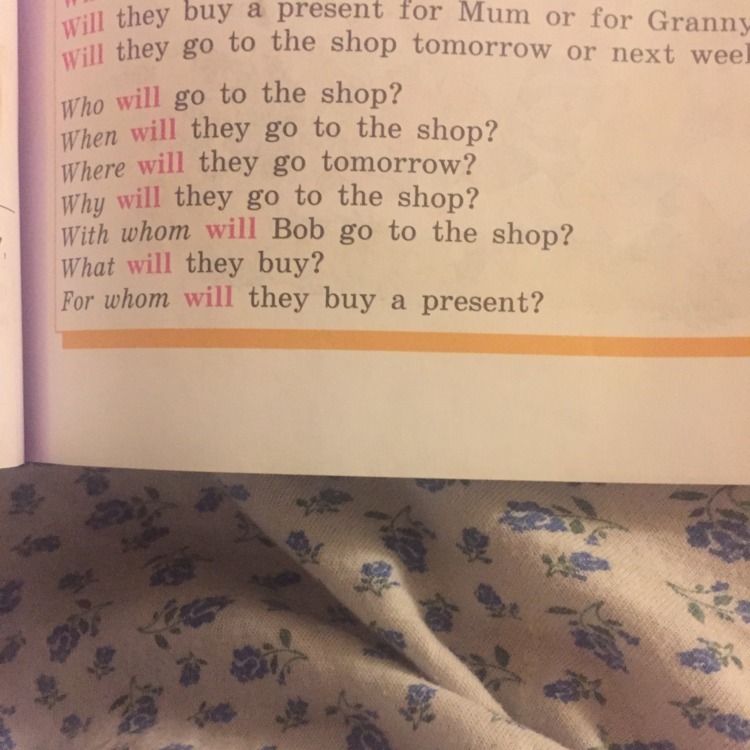 Will they buy a present for Mum or for Granny
Will they go to the shop tomorrow or next
Who will go to the shop?
When will they go to the shop?
Where will they go tomorrow?
Why will they go to the shop?
With whom will Bob go to the shop?
What will they buy?
For whom will they buy a present?